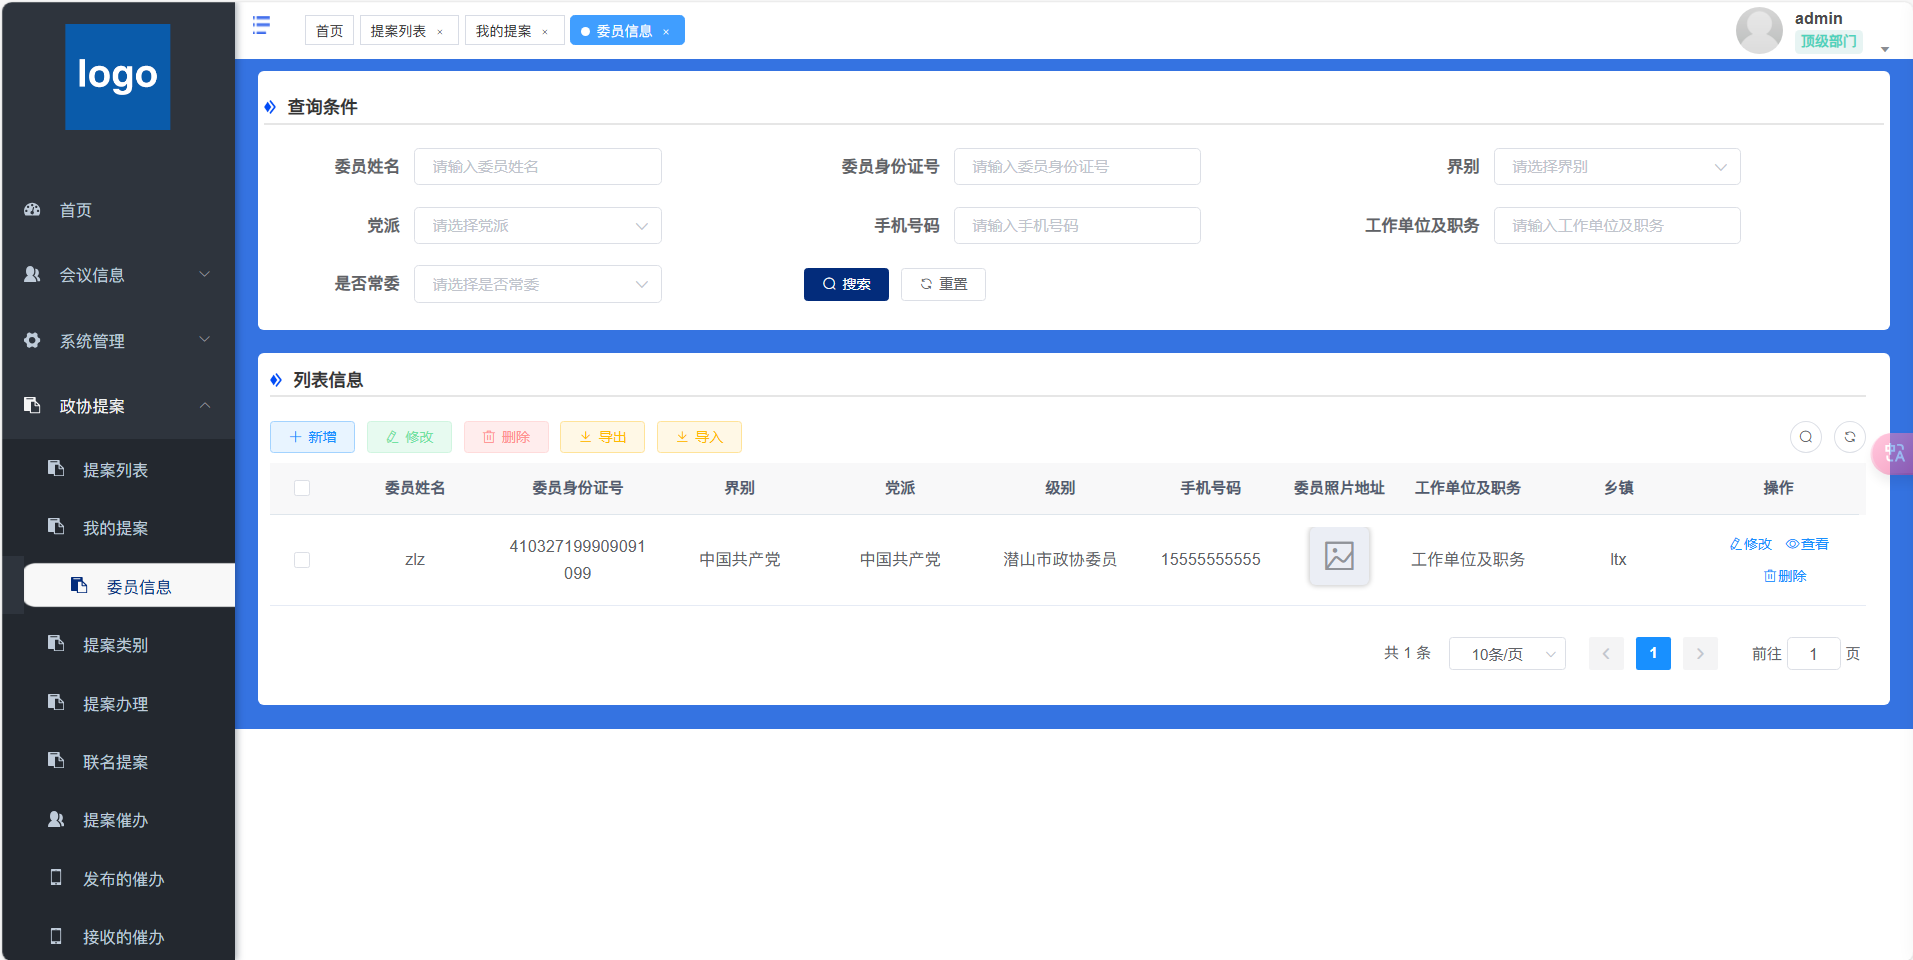 logo
首页
会议信息
系统管理
政协提案
提案列表
我的提案
委员信息
提案类别
提案办理
联名提案
提案催办
发布的催办
接收的催办
首页 提案列表 × 我的提案 × 委员信息 ×
admin
顶级部门
查询条件
委员姓名 请输入委员姓名 委员身份证号 请输入委员身份证号 界别 请选择界别
党派 请选择党派 手机号码 请输入手机号码 工作单位及职务 请输入工作单位及职务
是否常委 请选择是否常委 搜索 重置
列表信息
新增 修改 删除 导出 导入
委员姓名 委员身份证号 界别 党派 级别 手机号码 委员照片地址 工作单位及职务 乡镇 操作
zlz 410327199909091099 中国共产党 中国共产党 潜山市政协委员 15555555555 工作单位及职务 ltx 修改 查看
删除
共 1 条 10条/页 1 前往 1 页
中A